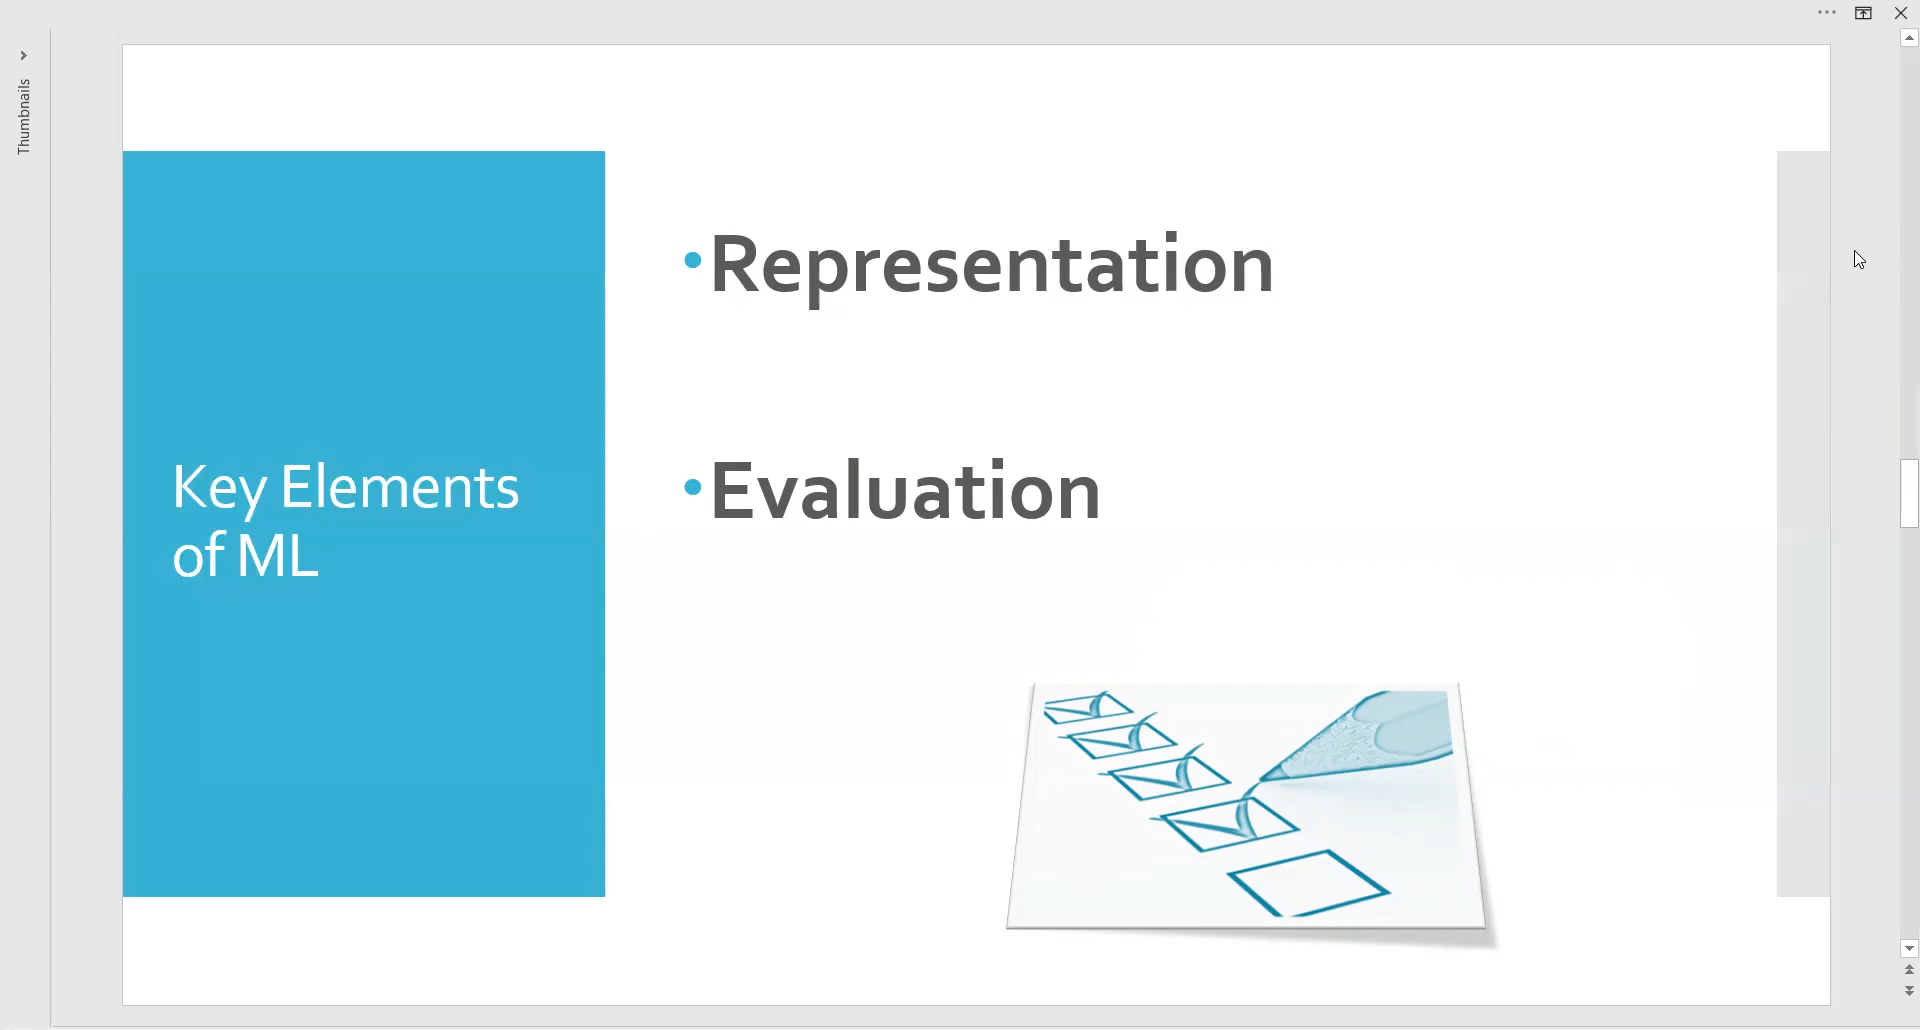 Thumbnails
Key Elements
of ML
•Representation
•Evaluation